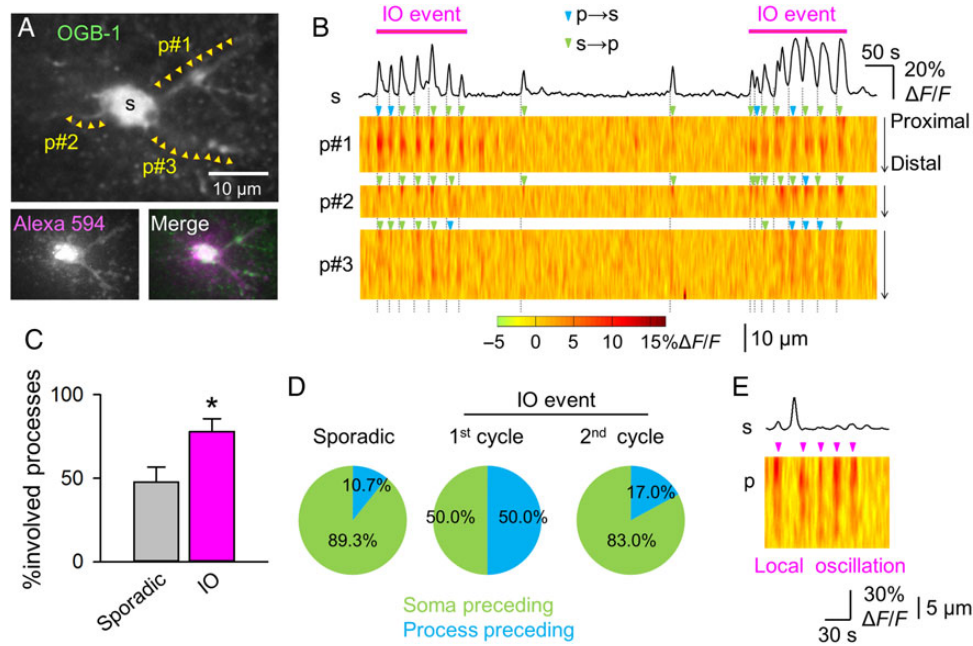 A
OGB-1
p#1
s
p#2
p#3
10 µm
Alexa 594
Merge
B
IO event
p→s
s→p
IO event
50 s
20%
ΔF/F
s
p#1
Proximal
Distal
p#2
p#3
–5 0 5 10 15%ΔF/F
10 µm
C
%involved processes
100
50
0
*
Sporadic
IO
D
IO event
Sporadic
1st cycle
2nd cycle
10.7%
89.3%
50.0%
50.0%
17.0%
83.0%
Soma preceding
Process preceding
E
s
p
Local oscillation
30%
ΔF/F
30 s
5 µm